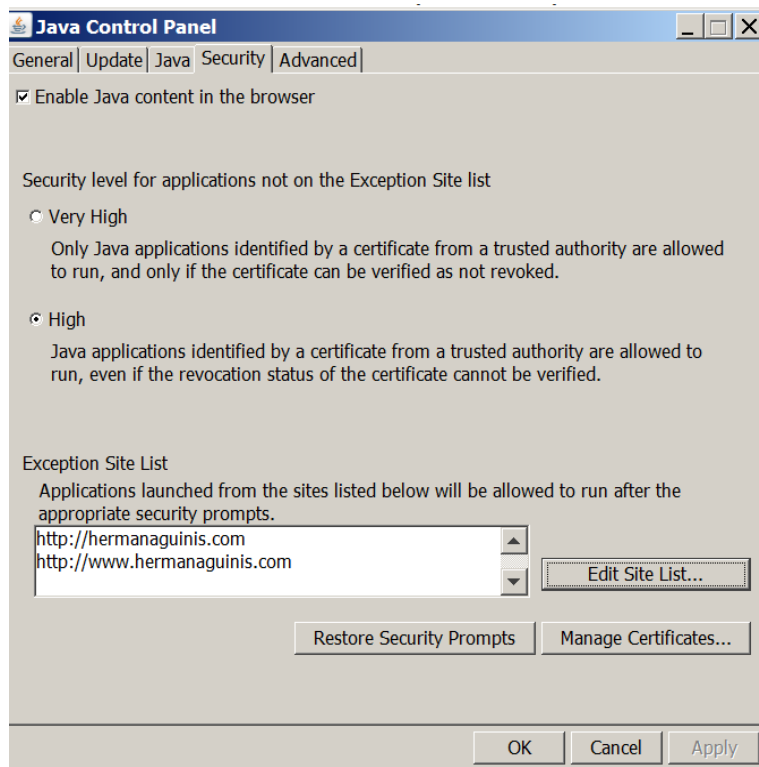 Java Control Panel
General Update Java Security Advanced
Enable Java content in the browser
Security level for applications not on the Exception Site list
Very High
Only Java applications identified by a certificate from a trusted authority are allowed
to run, and only if the certificate can be verified as not revoked.
High
Java applications identified by a certificate from a trusted authority are allowed to
run, even if the revocation status of the certificate cannot be verified.
Exception Site List
Applications launched from the sites listed below will be allowed to run after the
appropriate security prompts.
http://hermanaguinis.com
http://www.hermanaguinis.com
Edit Site List...
Restore Security Prompts Manage Certificates...
OK Cancel Apply